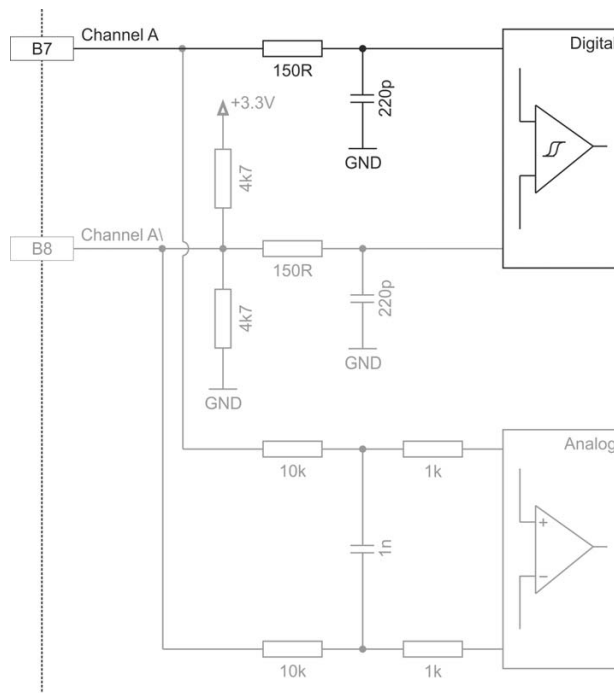 Channel A
B7
Digital
150R
220p
+3.3V
GND
4k7
Channel A\
B8
150R
220p
4k7
GND
GND
Analog
10k
1k
+
1n
−
10k
1k